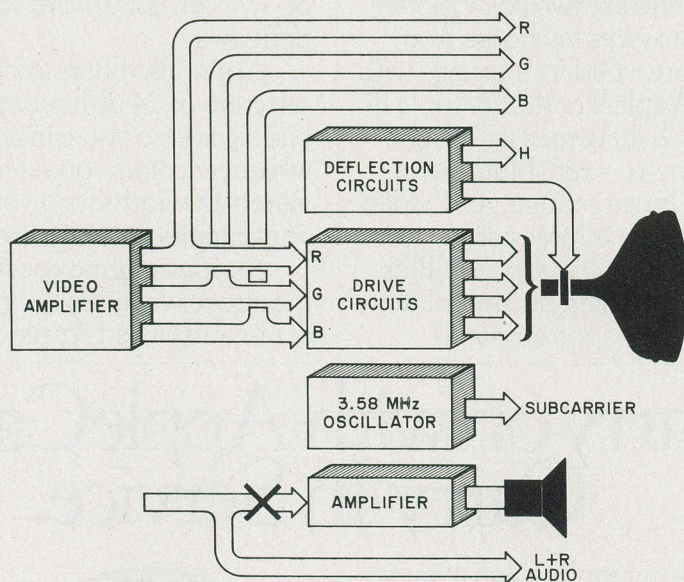 R
G
B
DEFLECTION
CIRCUITS
H
VIDEO
AMPLIFIER
R
G
B
DRIVE
CIRCUITS
3.58 MHz
OSCILLATOR
SUBCARRIER
AMPLIFIER
L+R
AUDIO